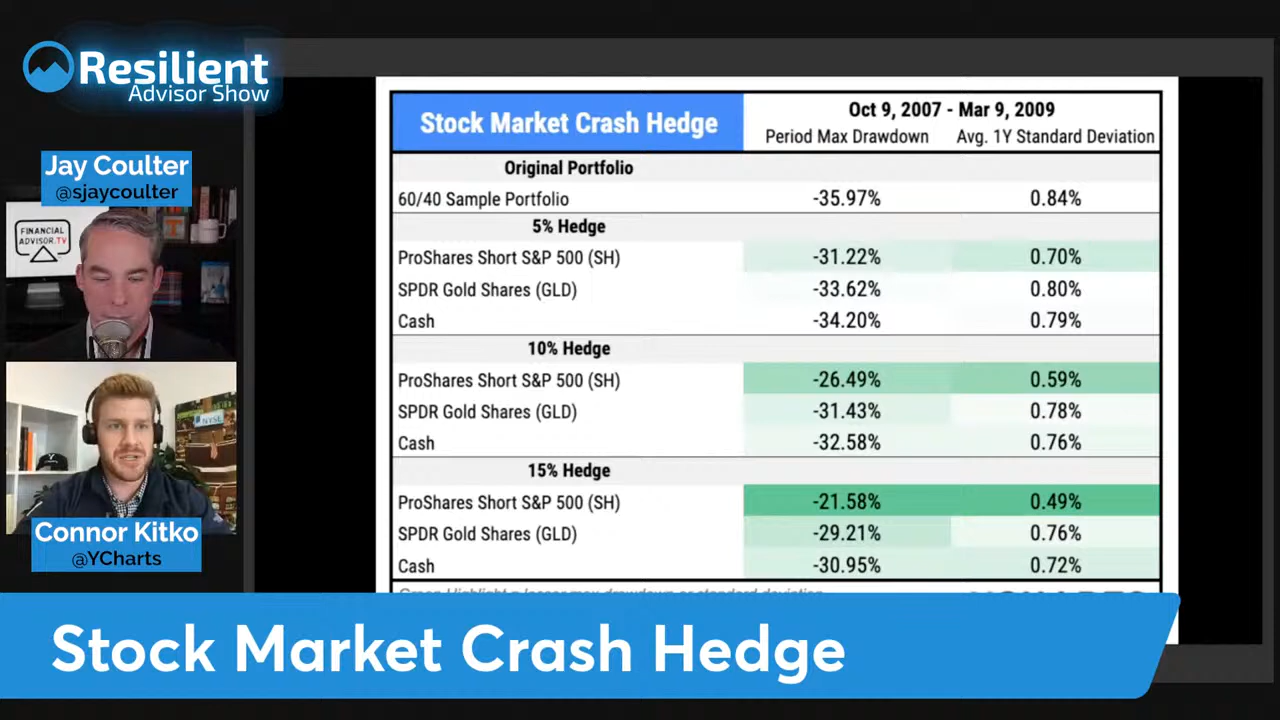 Resilient
Advisor Show
Jay Coulter
@sjaycoulter
FINANCIAL
ADVISOR.TV
NYSE
Connor Kitko
@YCharts
Stock Market Crash Hedge
Oct 9, 2007 - Mar 9, 2009
Period Max Drawdown Avg. 1Y Standard Deviation
Original Portfolio
60/40 Sample Portfolio -35.97% 0.84%
5% Hedge
ProShares Short S&P 500 (SH) -31.22% 0.70%
SPDR Gold Shares (GLD) -33.62% 0.80%
Cash -34.20% 0.79%
10% Hedge
ProShares Short S&P 500 (SH) -26.49% 0.59%
SPDR Gold Shares (GLD) -31.43% 0.78%
Cash -32.58% 0.76%
15% Hedge
ProShares Short S&P 500 (SH) -21.58% 0.49%
SPDR Gold Shares (GLD) -29.21% 0.76%
Cash -30.95% 0.72%
Stock Market Crash Hedge